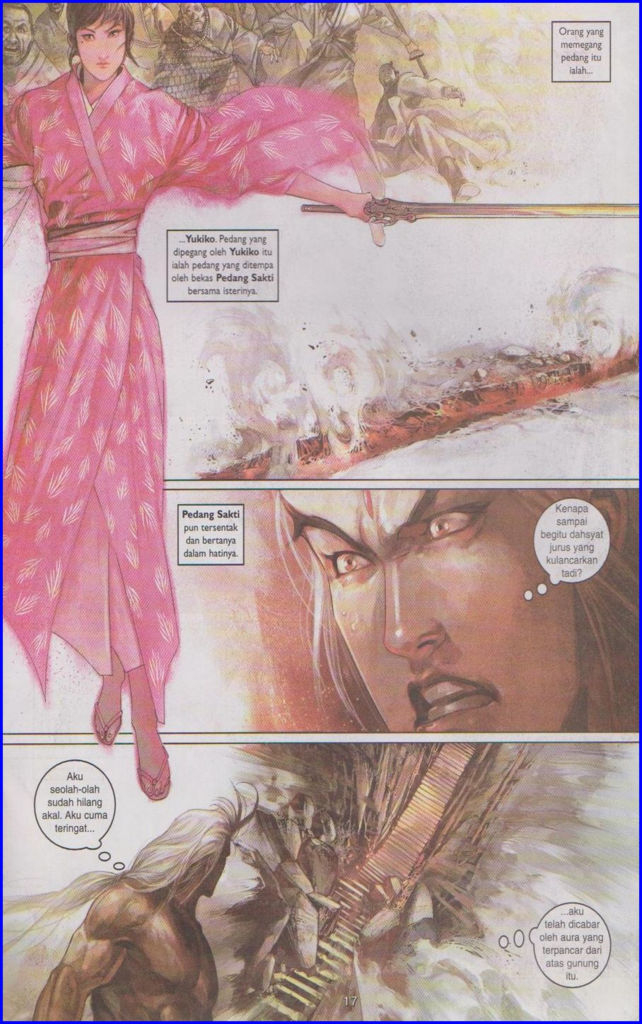 Orang yang
memegang
pedang itu
ialah...
...Yukiko. Pedang yang
dipegang oleh Yukiko itu
ialah pedang yang ditempa
oleh bekas Pedang Sakti
bersama isterinya.
Pedang Sakti
pun tersentak
dan bertanya
dalam hatinya.
Kenapa
sampai
begitu dahsyat
jurus yang
kulancarkan
tadi?
Aku
seolah-olah
sudah hilang
akal. Aku cuma
teringat...
...aku
telah dicabar
oleh aura yang
terpancar dari
atas gunung
itu.
17